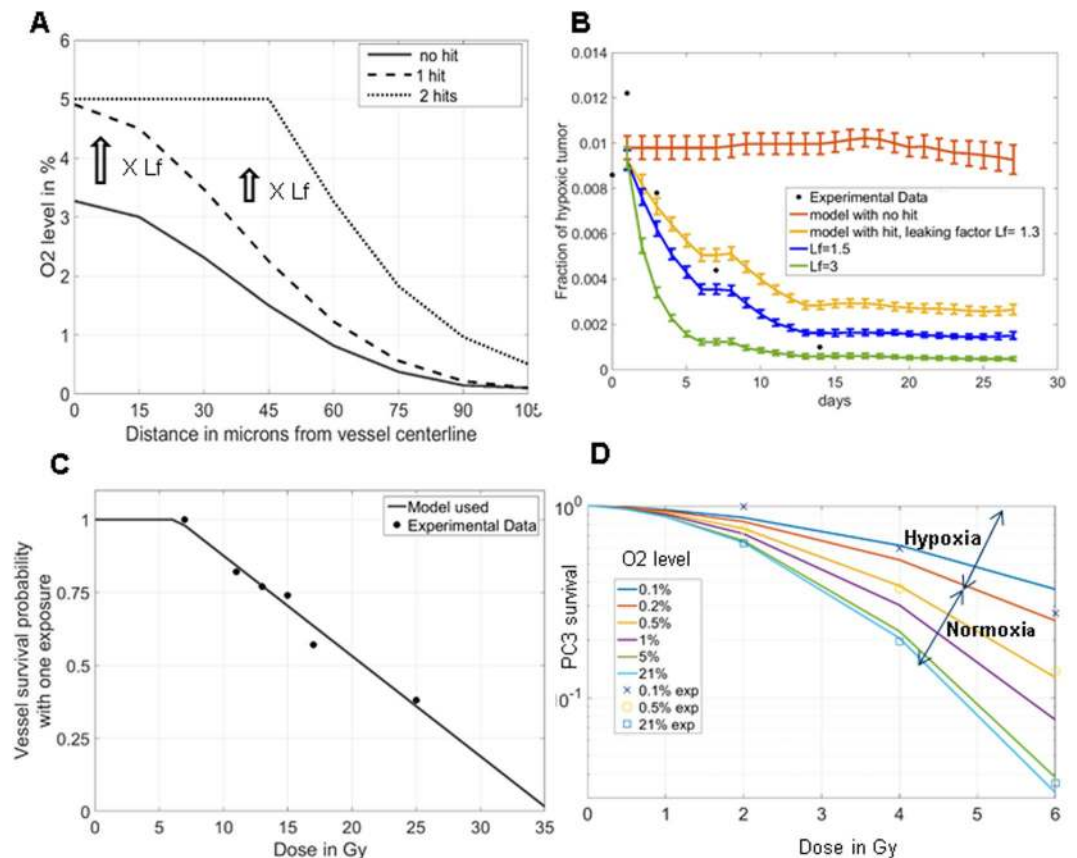 A
O2 level in %
6
5
4
3
2
1
0
no hit
1 hit
2 hits
X Lf
X Lf
0 15 30 45 60 75 90
Distance in microns from vessel centerline
B
Fraction of hypoxic tumor
0.014
0.012
0.010
0.008
0.006
0.004
0.002
0
Experimental Data
model with no hit
model with hit, leaking factor Lf= 1.3
Lf=1.5
Lf=3
0 5 10 15 20 25 30
days
C
Vessel survival probability
with one exposure
1
0.75
0.5
0.25
0
Model used
Experimental Data
0 5 10 15 20 25 30 35
Dose in Gy
D
PC3 survival
10⁰
Hypoxia
Normoxia
O2 level
0.1%
0.2%
0.5%
1%
5%
21%
0.1% exp
0.5% exp
21% exp
0 1 2 3 4 5 6
Dose in Gy